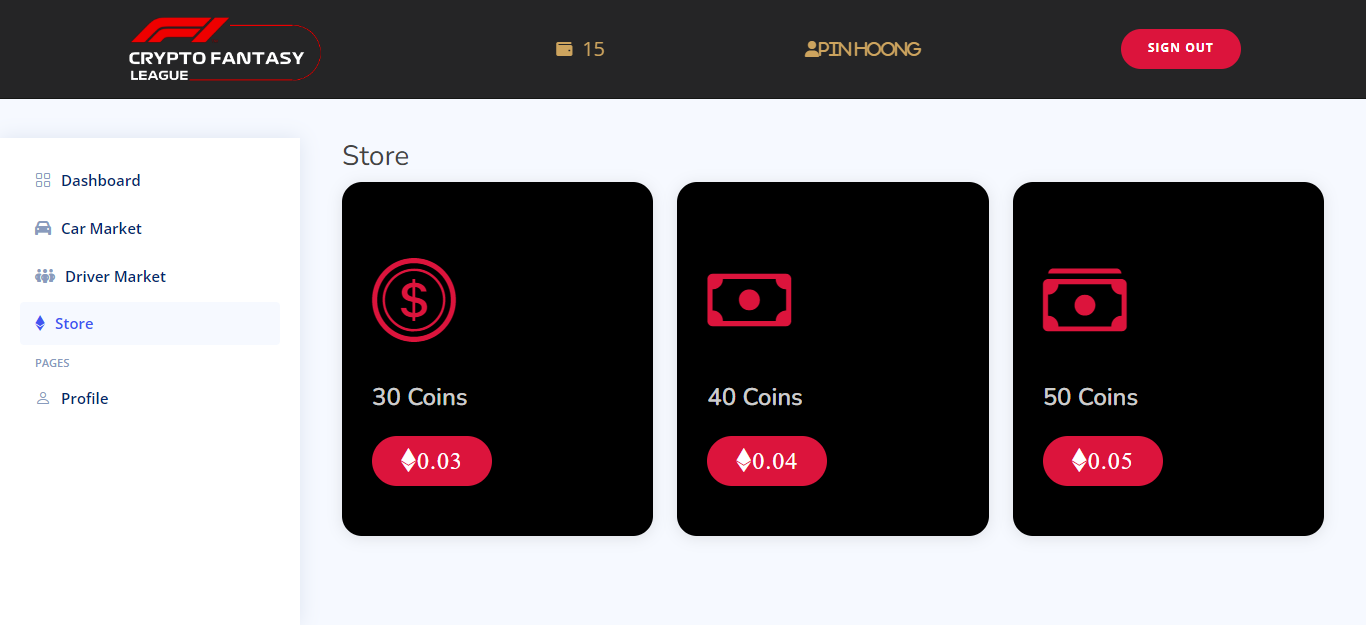 CRYPTO FANTASY
LEAGUE
15
PIN HOONG
SIGN OUT
Dashboard
Car Market
Driver Market
Store
PAGES
Profile
Store
$
30 Coins
0.03
40 Coins
0.04
50 Coins
0.05